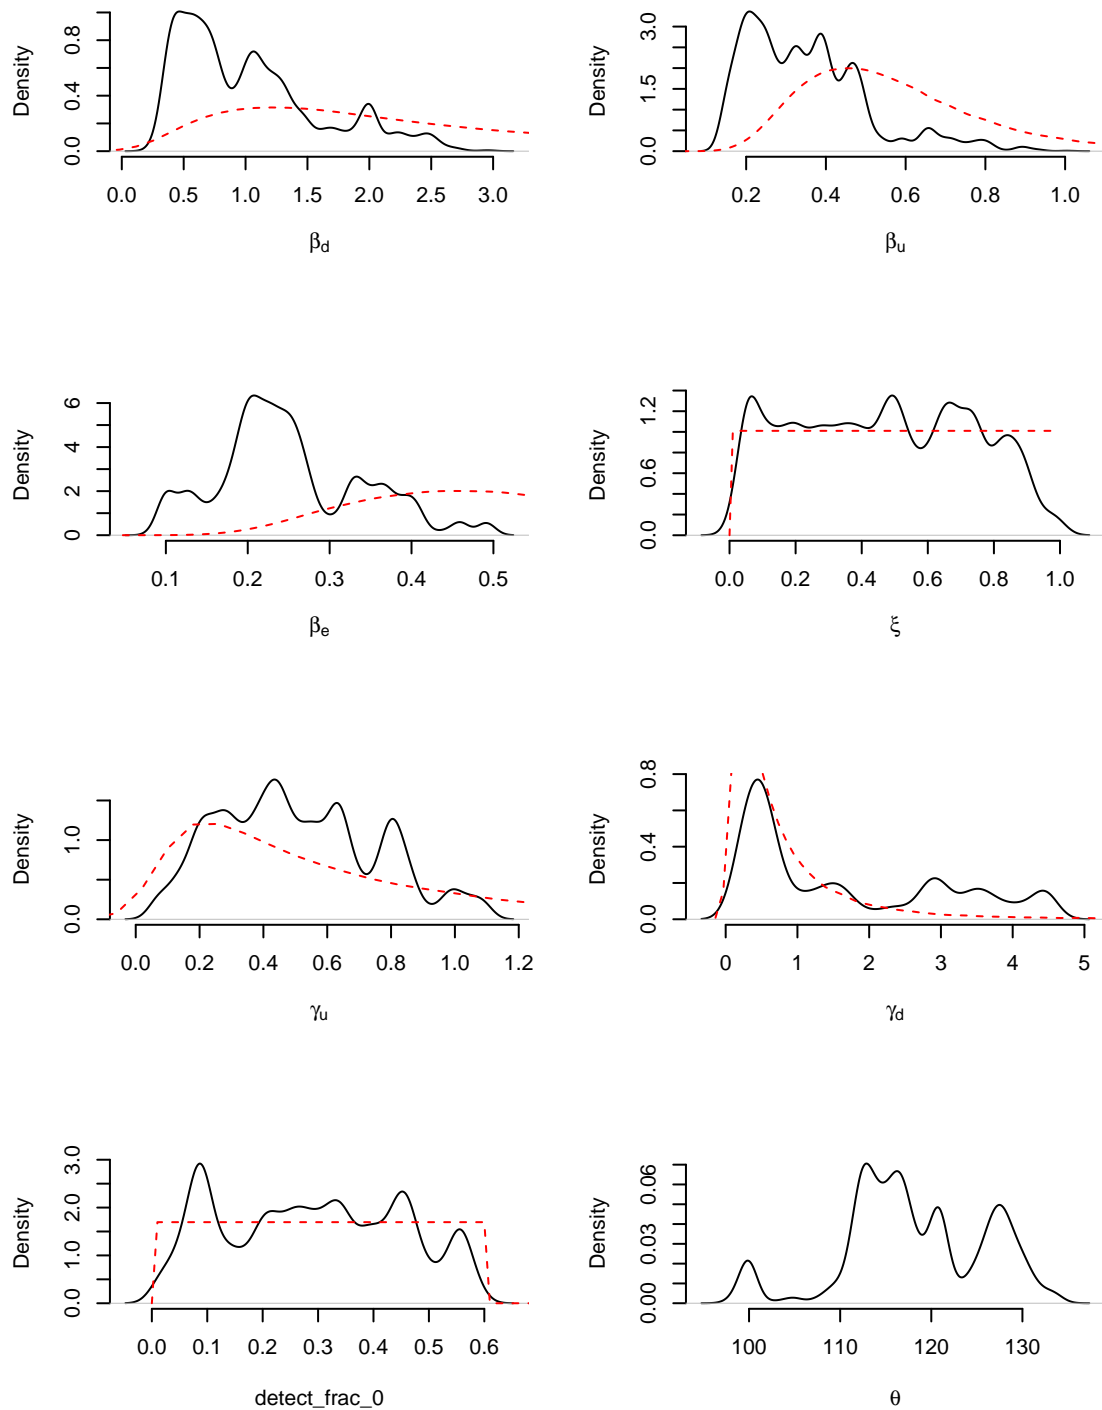 Density
0.0 0.4 0.8
0.0 0.5 1.0 1.5 2.0 2.5 3.0
βd
Density
0.0 1.5 3.0
0.2 0.4 0.6 0.8 1.0
βu
Density
0 2 4 6
0.1 0.2 0.3 0.4 0.5
βe
Density
0.0 0.6 1.2
0.0 0.2 0.4 0.6 0.8 1.0
ξ
Density
0.0 1.0
0.0 0.2 0.4 0.6 0.8 1.0 1.2
γu
Density
0.0 0.4 0.8
0 1 2 3 4 5
γd
Density
0.0 1.0 2.0 3.0
0.0 0.1 0.2 0.3 0.4 0.5 0.6
detect_frac_0
Density
0.00 0.03 0.06
100 110 120 130
θ